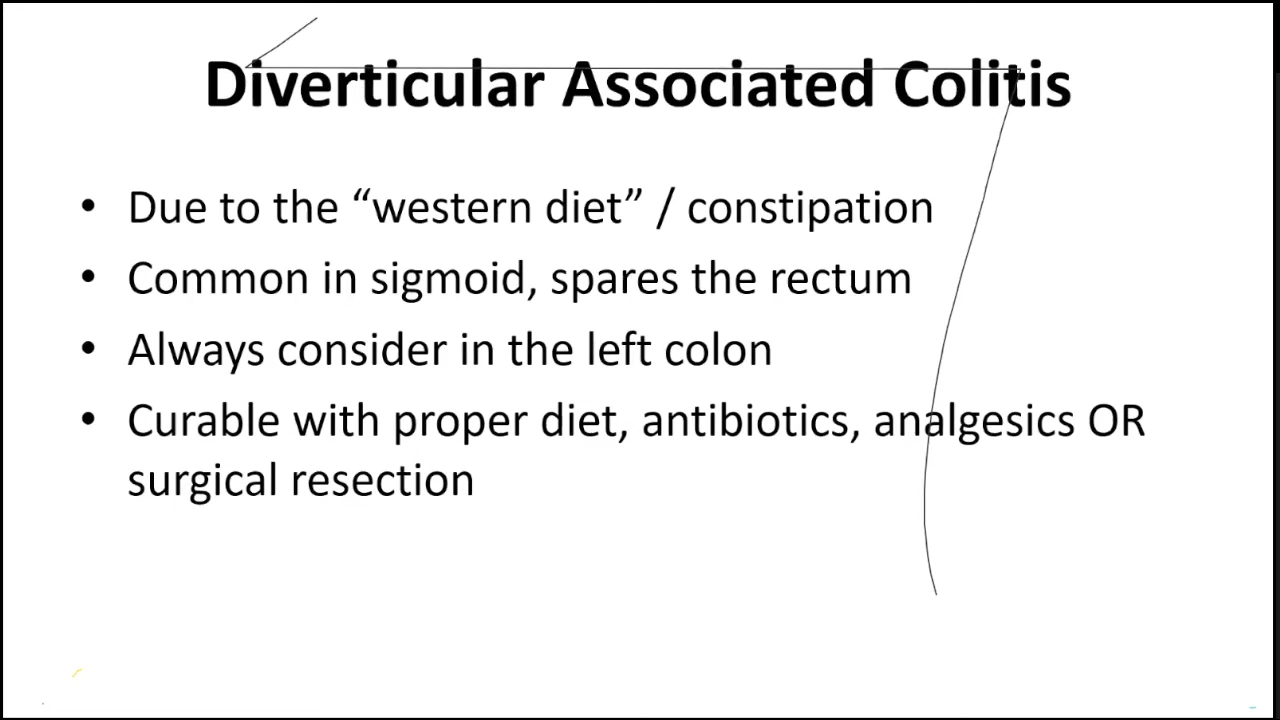 Diverticular Associated Colitis
• Due to the “western diet” / constipation
• Common in sigmoid, spares the rectum
• Always consider in the left colon
• Curable with proper diet, antibiotics, analgesics OR
surgical resection